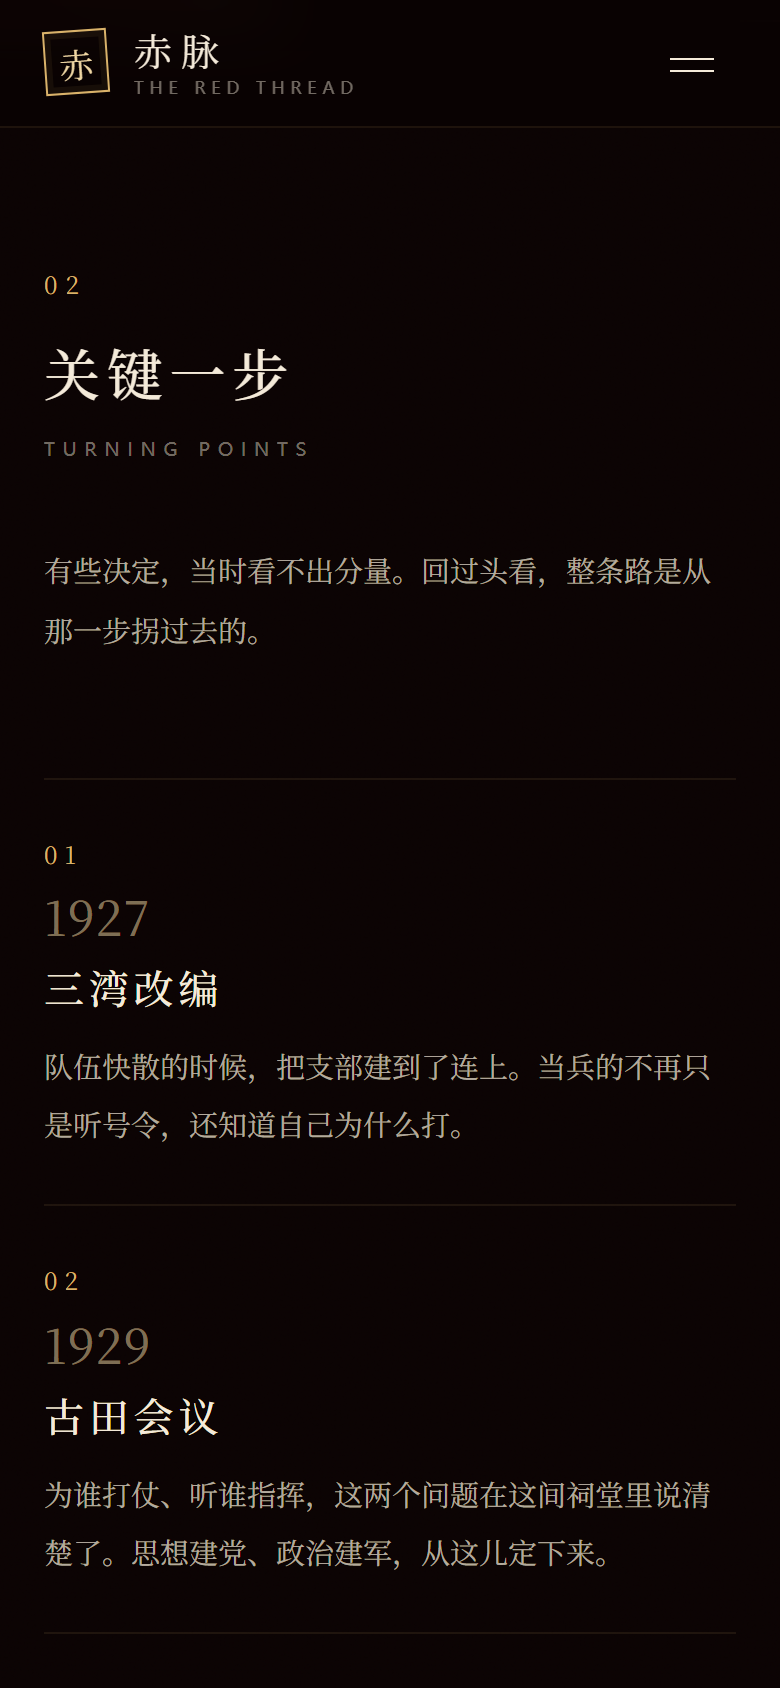 赤
赤脉
THE RED THREAD
02
关键一步
TURNING POINTS
有些决定，当时看不出分量。回过头看，整条路是从
那一步拐过去的。
01
1927
三湾改编
队伍快散的时候，把支部建到了连上。当兵的不再只
是听号令，还知道自己为什么打。
02
1929
古田会议
为谁打仗、听谁指挥，这两个问题在这间祠堂里说清
楚了。思想建党、政治建军，从这儿定下来。